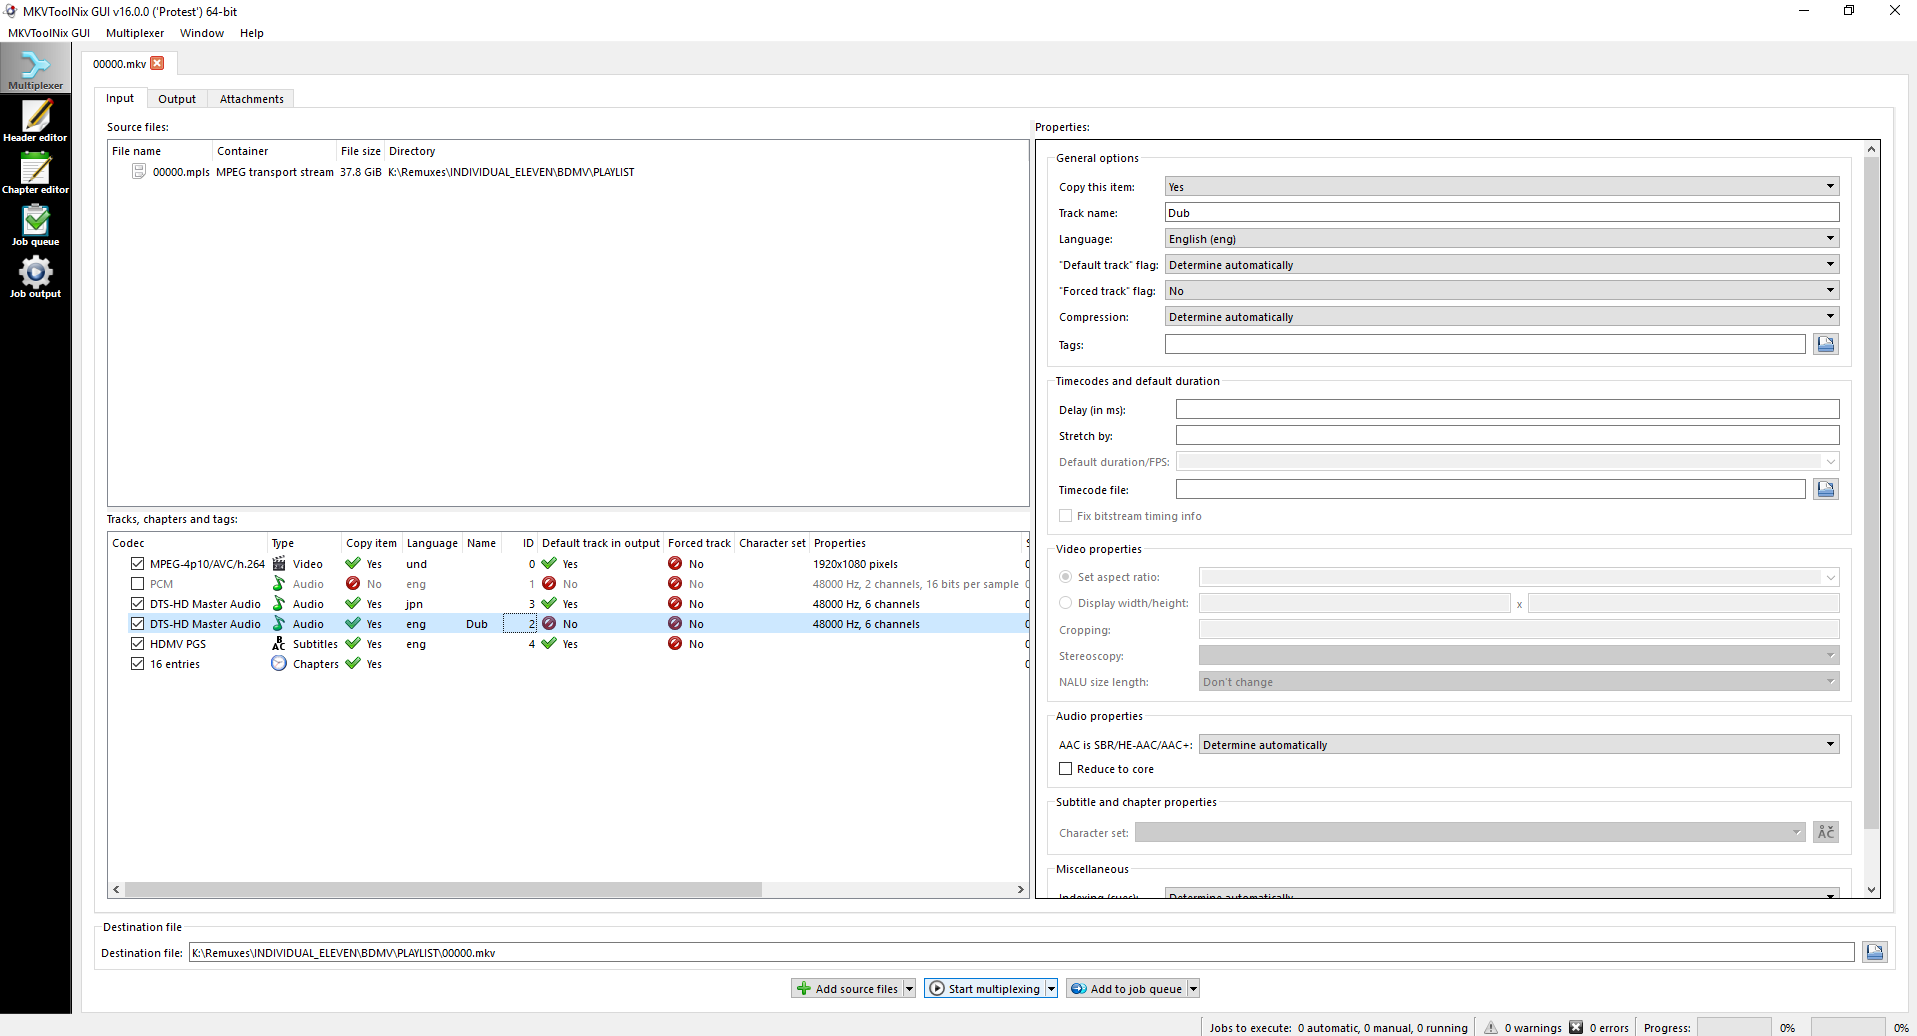 MKVToolNix GUI v16.0.0 ('Protest') 64-bit
MKVToolNix GUI Multiplexer Window Help
Multiplexer
Header editor
Chapter editor
Job queue
Job output
00000.mkv
Input Output Attachments
Source files:
File name Container File size Directory
00000.mpls MPEG transport stream 37.8 GiB K:\Remuxes\INDIVIDUAL_ELEVEN\BDMV\PLAYLIST
Tracks, chapters and tags:
Codec Type Copy item Language Name ID Default track in output Forced track Character set Properties
MPEG-4p10/AVC/h.264 Video Yes und 0 Yes No 1920x1080 pixels
PCM Audio No eng 1 No No 48000 Hz, 2 channels, 16 bits per sample
DTS-HD Master Audio Audio Yes jpn 3 Yes No 48000 Hz, 6 channels
DTS-HD Master Audio Audio Yes eng Dub 2 No No 48000 Hz, 6 channels
HDMV PGS Subtitles Yes eng 4 Yes No
16 entries Chapters Yes
Properties:
General options
Copy this item: Yes
Track name: Dub
Language: English (eng)
"Default track" flag: Determine automatically
"Forced track" flag: No
Compression: Determine automatically
Tags:
Timecodes and default duration
Delay (in ms):
Stretch by:
Default duration/FPS:
Timecode file:
Fix bitstream timing info
Video properties
Set aspect ratio:
Display width/height: x
Cropping:
Stereoscopy:
NALU size length: Don't change
Audio properties
AAC is SBR/HE-AAC/AAC+: Determine automatically
Reduce to core
Subtitle and chapter properties
Character set:
Miscellaneous
Indexing (cues): Determine automatically
Destination file
Destination file: K:\Remuxes\INDIVIDUAL_ELEVEN\BDMV\PLAYLIST\00000.mkv
Add source files Start multiplexing Add to job queue
Jobs to execute: 0 automatic, 0 manual, 0 running 0 warnings 0 errors Progress: 0% 0%